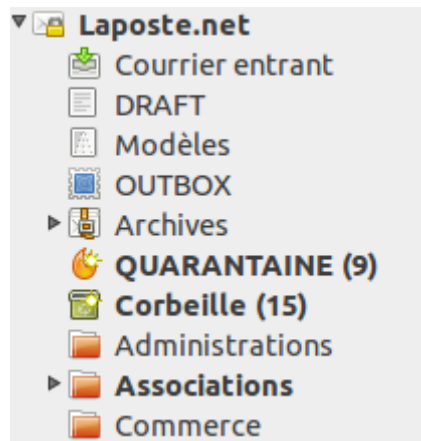 Laposte.net
Courrier entrant
DRAFT
Modèles
OUTBOX
Archives
QUARANTAINE (9)
Corbeille (15)
Administrations
Associations
Commerce